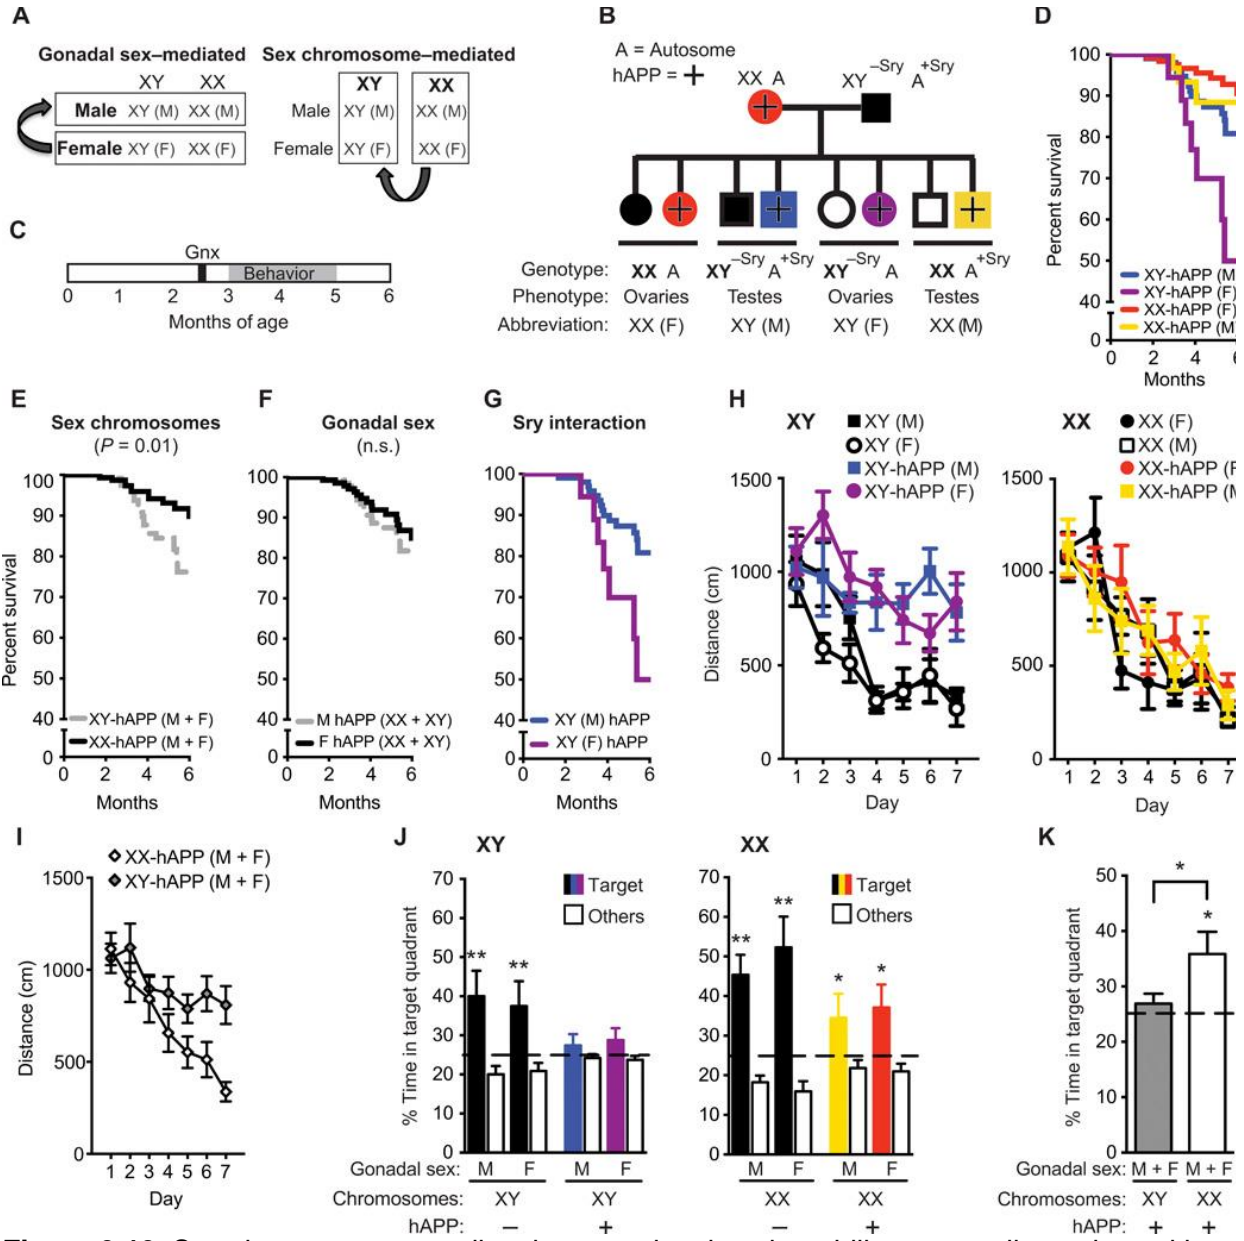 A
Gonadal sex–mediated
XY XX
Male XY (M) XX (M)
Female XY (F) XX (F)
Sex chromosome–mediated
XY XX
Male XY (M) XX (M)
Female XY (F) XX (F)
B
A = Autosome
hAPP = +
XX A XY–Sry A+Sry
Genotype: XX A XY–Sry A+Sry XY–Sry A XX A+Sry
Phenotype: Ovaries Testes Ovaries Testes
Abbreviation: XX (F) XY (M) XY (F) XX (M)
C
Gnx
Behavior
0 1 2 3 4 5 6
Months of age
D
Percent survival
100
90
80
70
60
50
40
0
XY-hAPP (M
XY-hAPP (F)
XX-hAPP (F)
XX-hAPP (M
0 2 4 6
Months
E
Sex chromosomes
(P = 0.01)
Percent survival
100
90
80
70
60
50
40
0
XY-hAPP (M + F)
XX-hAPP (M + F)
0 2 4 6
Months
F
Gonadal sex
(n.s.)
100
90
80
70
60
50
40
0
M hAPP (XX + XY)
F hAPP (XX + XY)
0 2 4 6
Months
G
Sry interaction
100
90
80
70
60
50
40
0
XY (M) hAPP
XY (F) hAPP
0 2 4 6
Months
H
XY
XY (M)
XY (F)
XY-hAPP (M)
XY-hAPP (F)
Distance (cm)
1500
1000
500
0
1 2 3 4 5 6 7
Day
XX
XX (F)
XX (M)
XX-hAPP (F
XX-hAPP (M
1500
1000
500
0
1 2 3 4 5 6 7
Day
I
XX-hAPP (M + F)
XY-hAPP (M + F)
Distance (cm)
1500
1000
500
0
1 2 3 4 5 6 7
Day
J
XY
Target
Others
% Time in target quadrant
70
60
50
40
30
20
10
0
** **
Gonadal sex: M F M F
Chromosomes: XY XY
hAPP: – +
XX
Target
Others
70
60
50
40
30
20
10
0
** ** * *
M F M F
XX XX
– +
K
% Time in target quadrant
50
40
30
20
10
0
*
*
Gonadal sex: M + F M + F
Chromosomes: XY XX
hAPP: + +